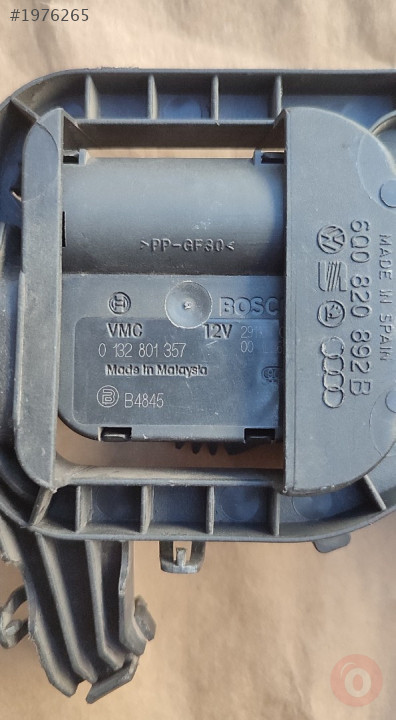 #1976265
>PP-GF30<
BOSC
VMC 12V
0 132 801 357
Made in Malaysia
B4845
MADE IN SPAIN
6Q0 820 892 B